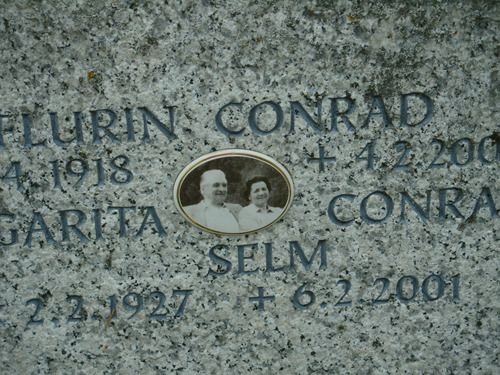 FLURIN CONRAD
4.1918 + 4.2.200
GARITA CONRA
SELM
2.2.1927 + 6.2.2001